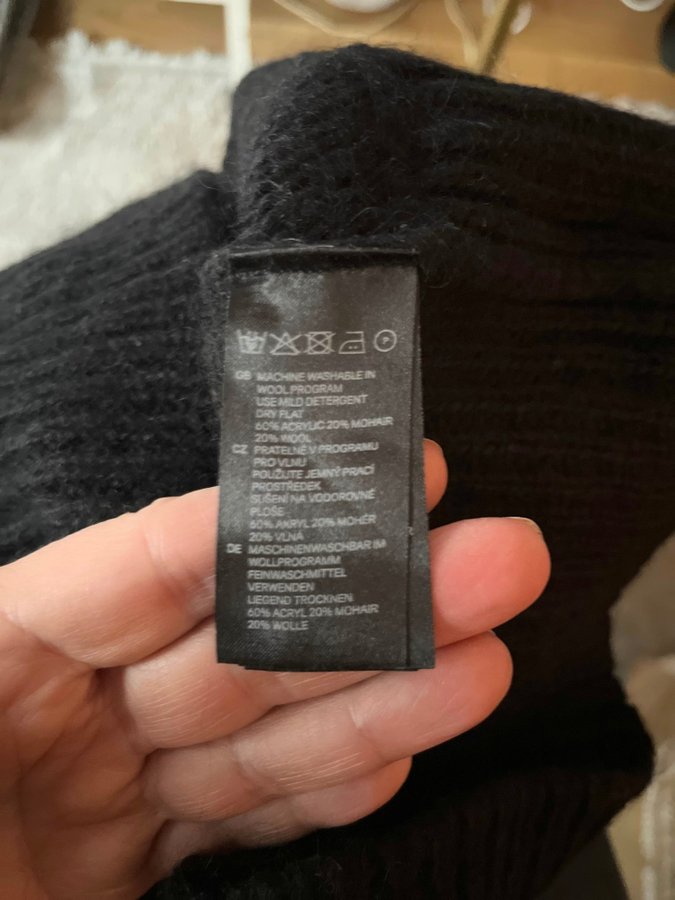 GB MACHINE WASHABLE IN
WOOL PROGRAM
USE MILD DETERGENT
DRY FLAT
60% ACRYLIC 20% MOHAIR
20% WOOL
CZ PRATELNÉ V PROGRAMU
PRO VLNU
POUŽIJTE JEMNÝ PRACÍ
PROSTŘEDEK
SUŠENÍ NA VODOROVNÉ
PLOŠE
60% AKRYL 20% MOHÉR
20% VLNA
DE MASCHINENWASCHBAR IM
WOLLPROGRAMM
FEINWASCHMITTEL
VERWENDEN
LIEGEND TROCKNEN
60% ACRYL 20% MOHAIR
20% WOLLE